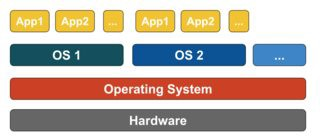 App1 App2 ... App1 App2 ...
OS 1 OS 2 ...
Operating System
Hardware